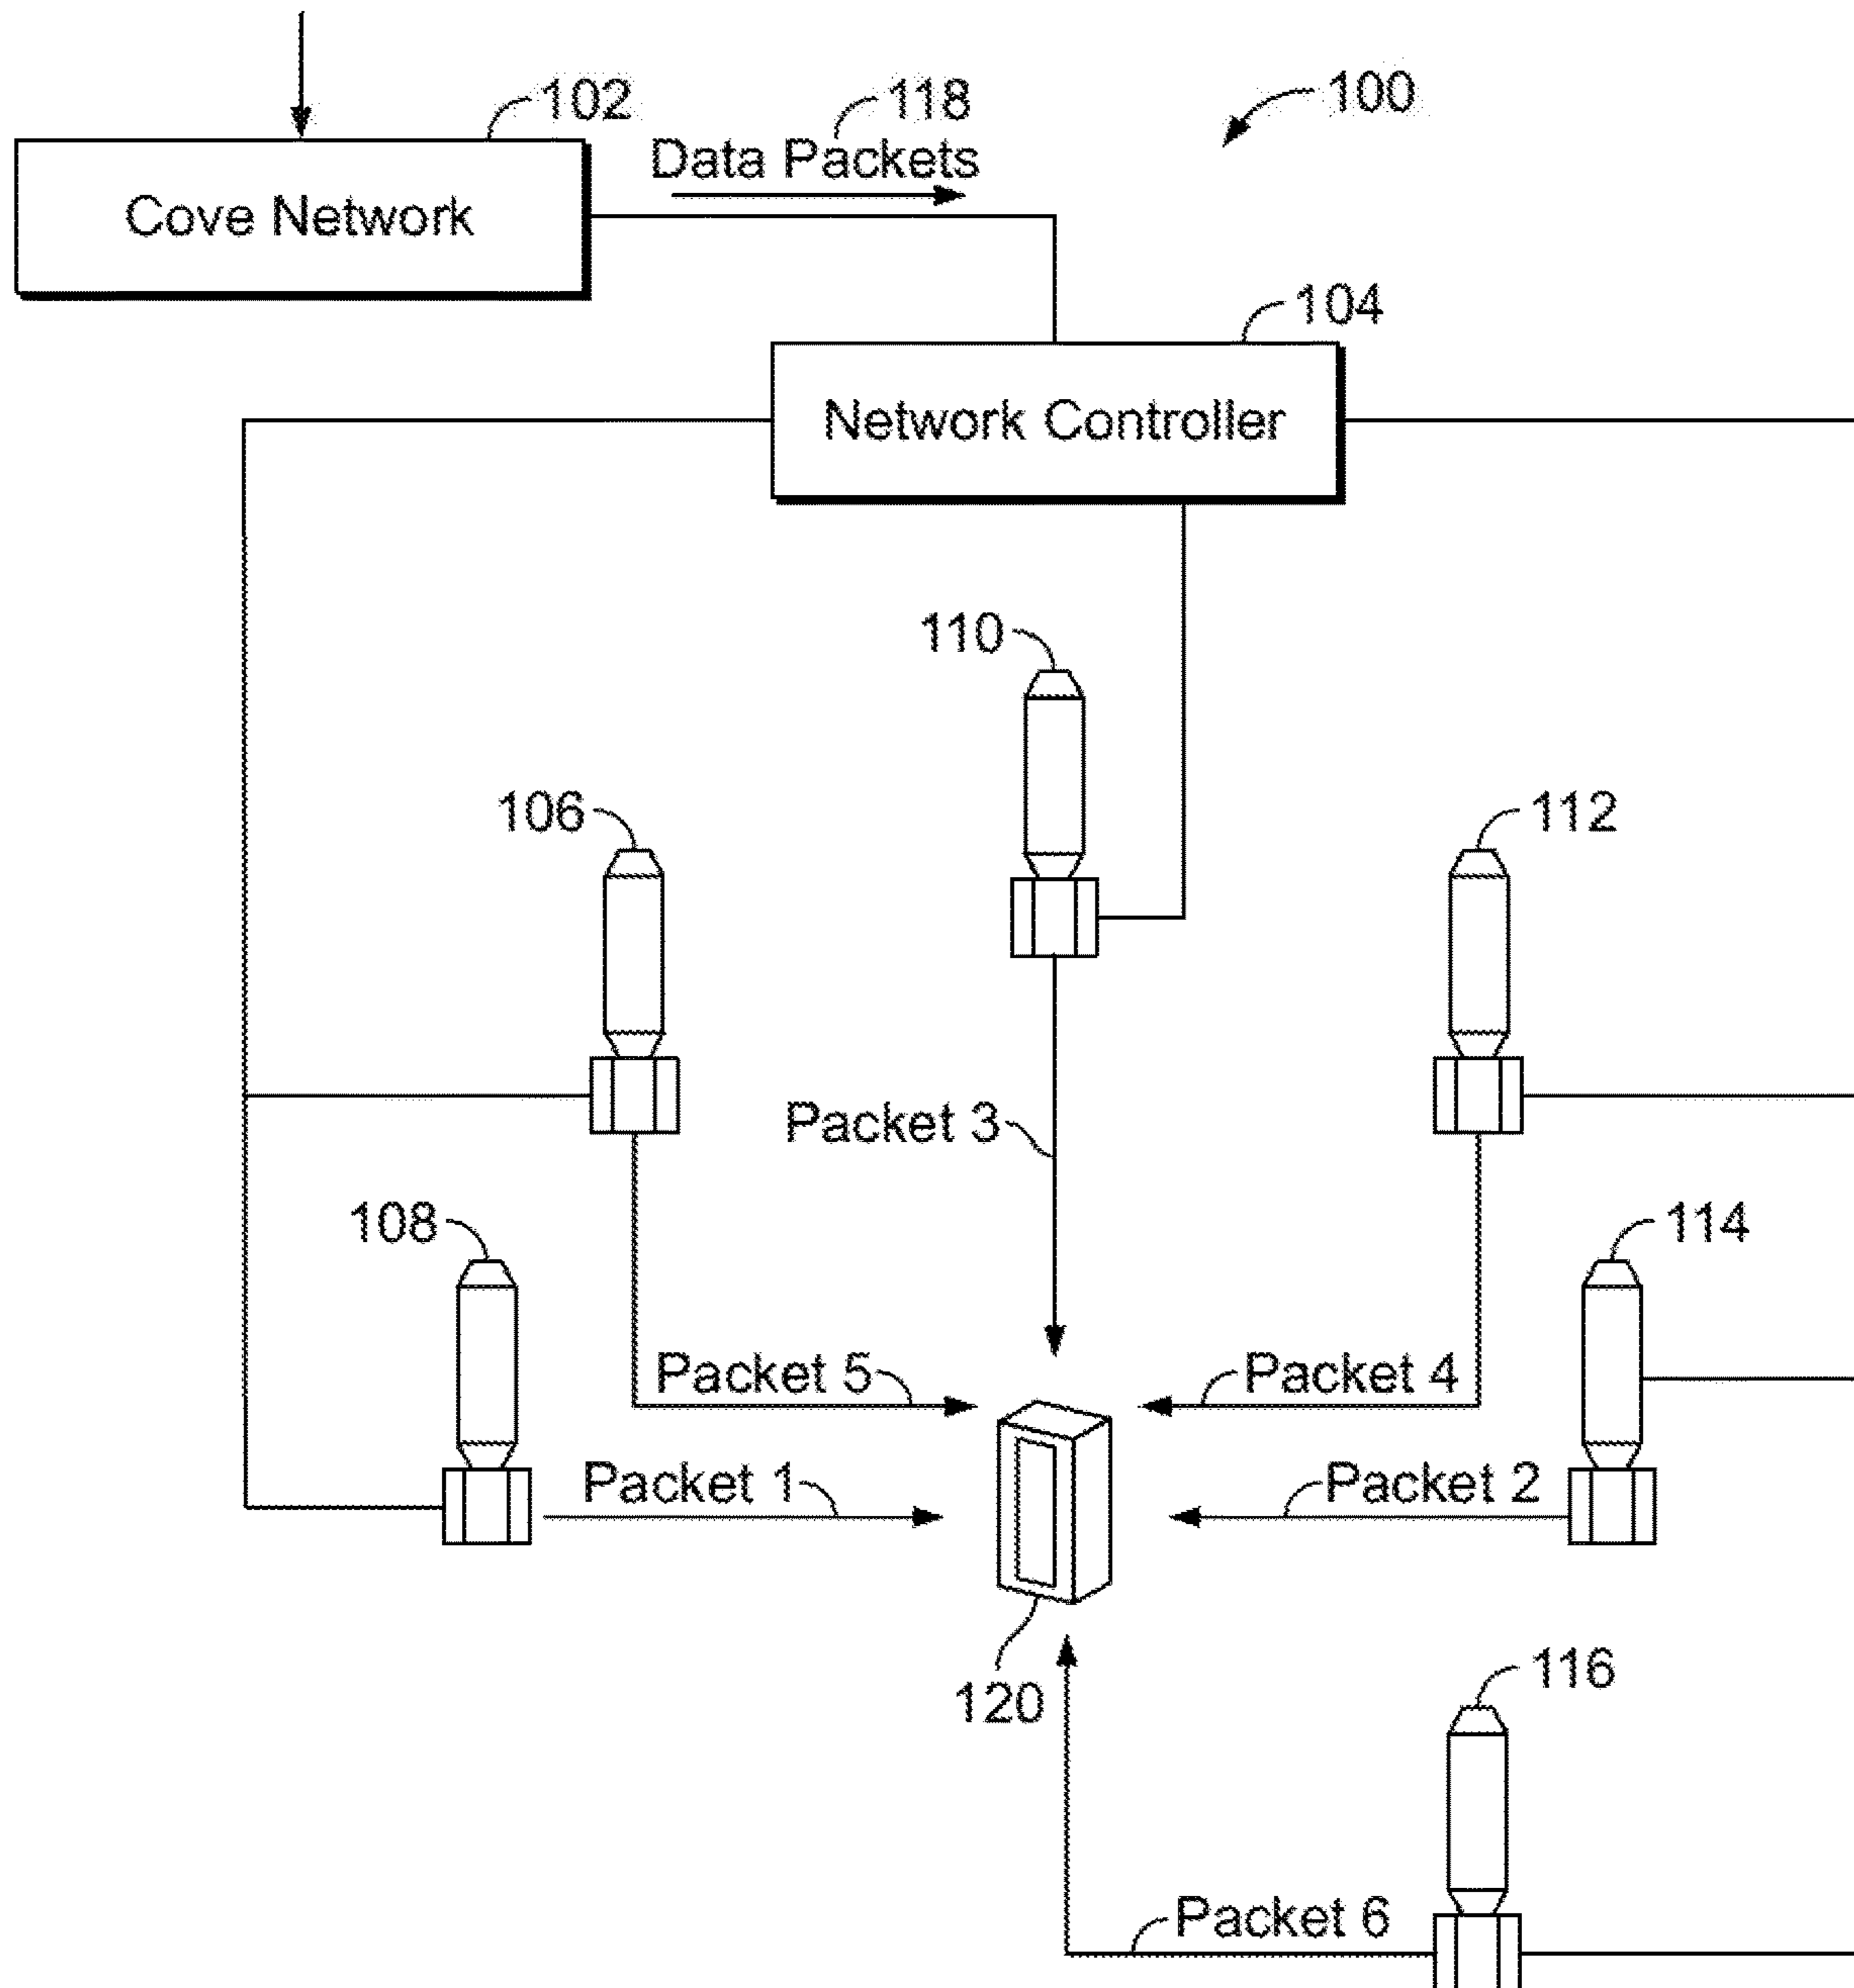 102
118
100
Data Packets
Cove Network
104
Network Controller
110
106
112
Packet 3
108
114
Packet 5
Packet 4
Packet 1
Packet 2
120
116
Packet 6